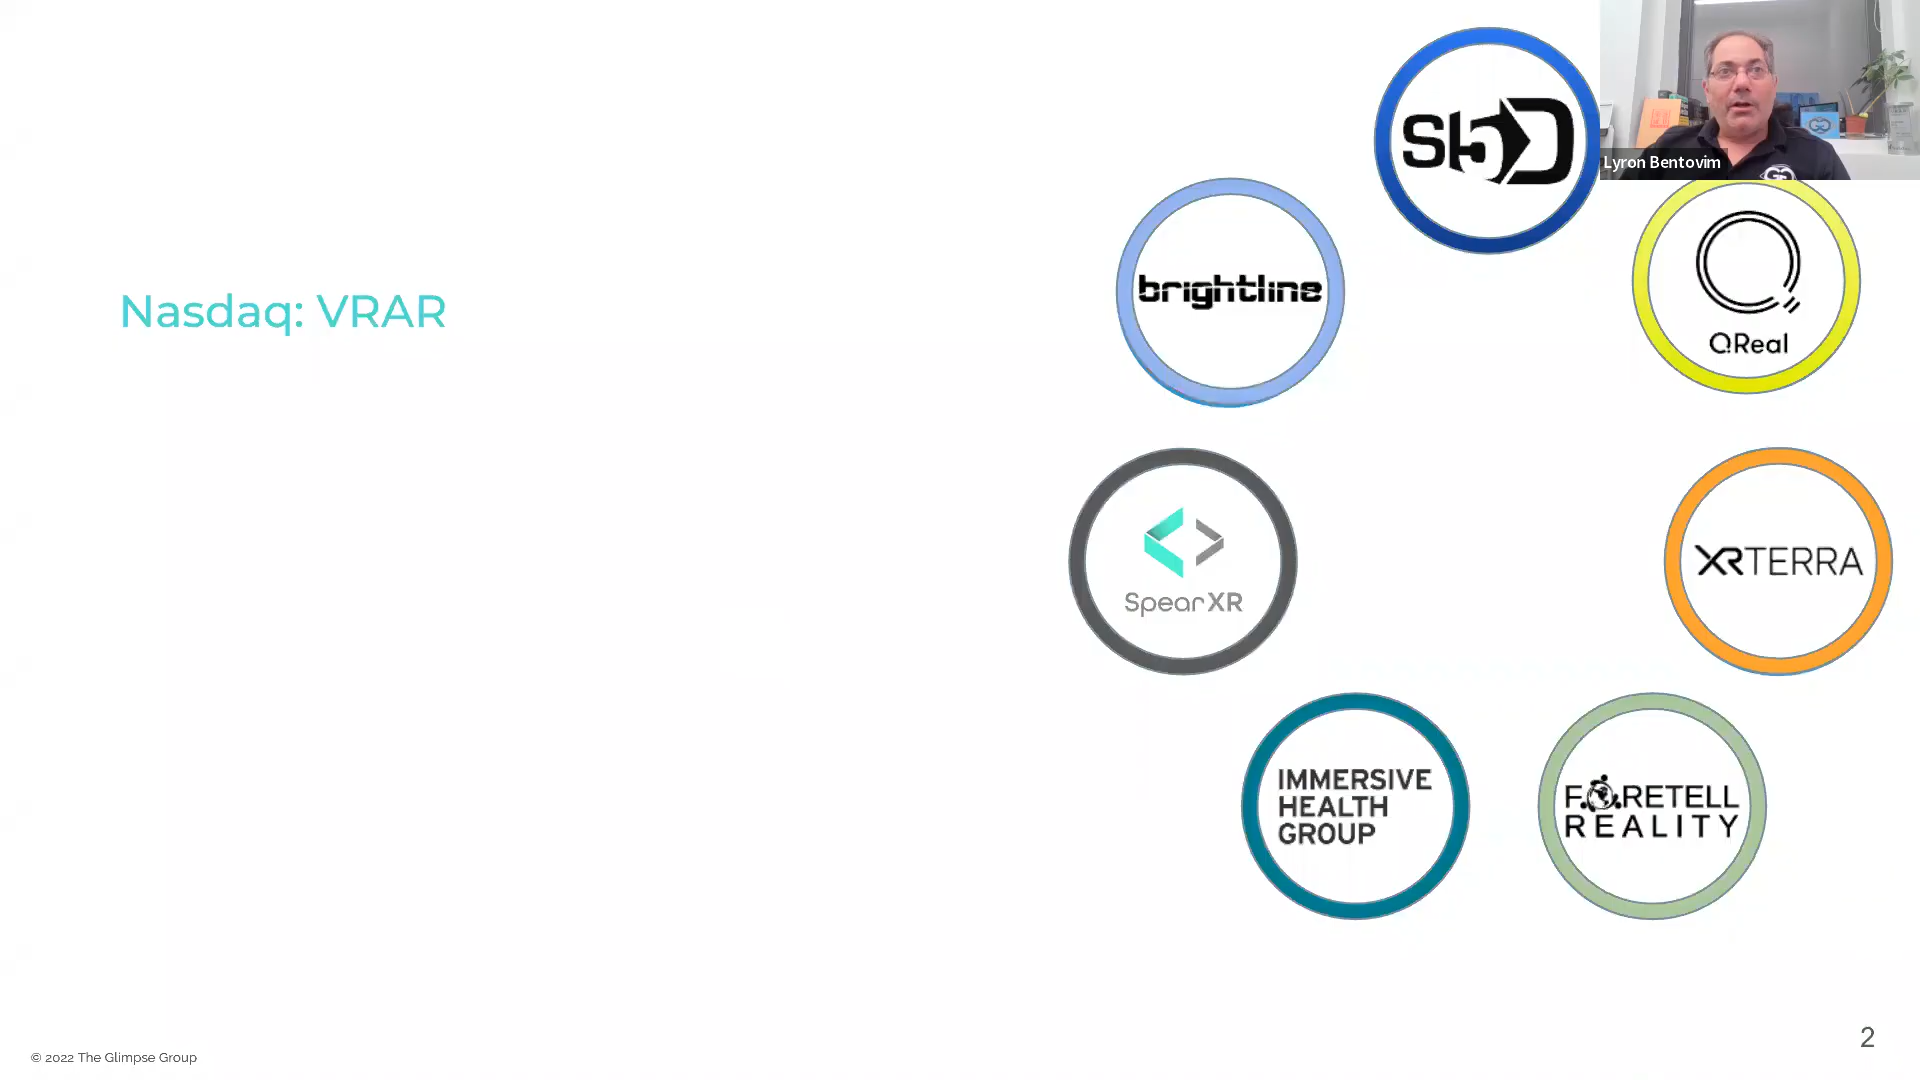 S5D
Lyron Bentovim
brightline
QReal
Nasdaq: VRAR
SpearXR
XRTERRA
IMMERSIVE
HEALTH
GROUP
FORETELL
REALITY
2
© 2022 The Glimpse Group